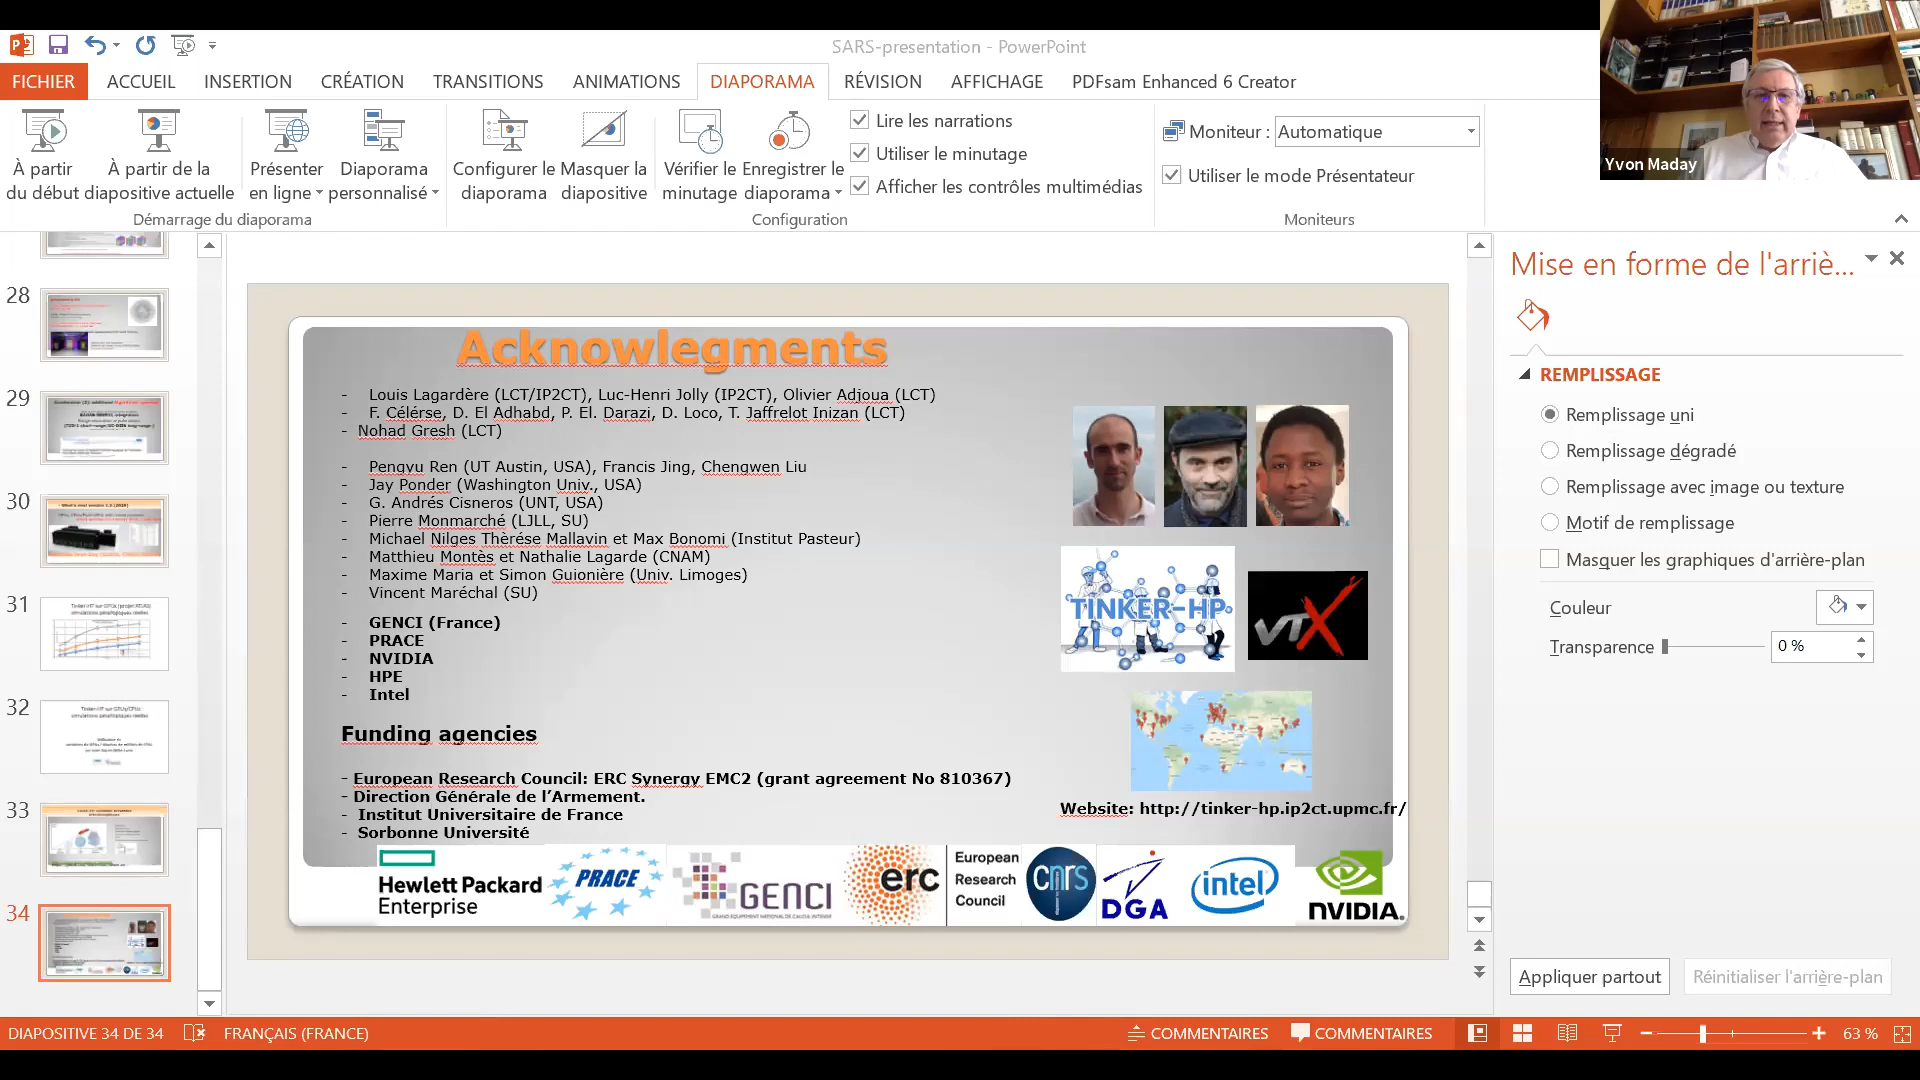 SARS-presentation - PowerPoint
FICHIER ACCUEIL INSERTION CRÉATION TRANSITIONS ANIMATIONS DIAPORAMA RÉVISION AFFICHAGE PDFsam Enhanced 6 Creator
À partir du début
À partir de la diapositive actuelle
Présenter en ligne
Diaporama personnalisé
Configurer le diaporama
Masquer la diapositive
Vérifier le minutage
Enregistrer le diaporama
Lire les narrations
Utiliser le minutage
Afficher les contrôles multimédias
Moniteur : Automatique
Utiliser le mode Présentateur
Démarrage du diaporama
Configuration
Moniteurs
Yvon Maday
28
29
30
31
32
33
34
Acknowlegments
- Louis Lagardère (LCT/IP2CT), Luc-Henri Jolly (IP2CT), Olivier Adjoua (LCT)
- F. Célérse, D. El Adhabd, P. El. Darazi, D. Loco, T. Jaffrelot Inizan (LCT)
- Nohad Gresh (LCT)
- Pengyu Ren (UT Austin, USA), Francis Jing, Chengwen Liu
- Jay Ponder (Washington Univ., USA)
- G. Andrés Cisneros (UNT, USA)
- Pierre Monmarché (LJLL, SU)
- Michael Nilges Thèrése Mallavin et Max Bonomi (Institut Pasteur)
- Matthieu Montès et Nathalie Lagarde (CNAM)
- Maxime Maria et Simon Guionière (Univ. Limoges)
- Vincent Maréchal (SU)
- GENCI (France)
- PRACE
- NVIDIA
- HPE
- Intel
Funding agencies
- European Research Council: ERC Synergy EMC2 (grant agreement No 810367)
- Direction Générale de l’Armement.
- Institut Universitaire de France
- Sorbonne Université
TINKER-HP
VTX
Website: http://tinker-hp.ip2ct.upmc.fr/
Hewlett Packard
Enterprise
PRACE
GENCI
GRAND EQUIPEMENT NATIONAL DE CALCUL INTENSIF
erc
European
Research
Council
cnrs
DGA
intel
NVIDIA.
Mise en forme de l'arriè...
REMPLISSAGE
Remplissage uni
Remplissage dégradé
Remplissage avec image ou texture
Motif de remplissage
Masquer les graphiques d'arrière-plan
Couleur
Transparence 0 %
Appliquer partout Réinitialiser l'arrière-plan
DIAPOSITIVE 34 DE 34 FRANÇAIS (FRANCE) COMMENTAIRES COMMENTAIRES 63 %